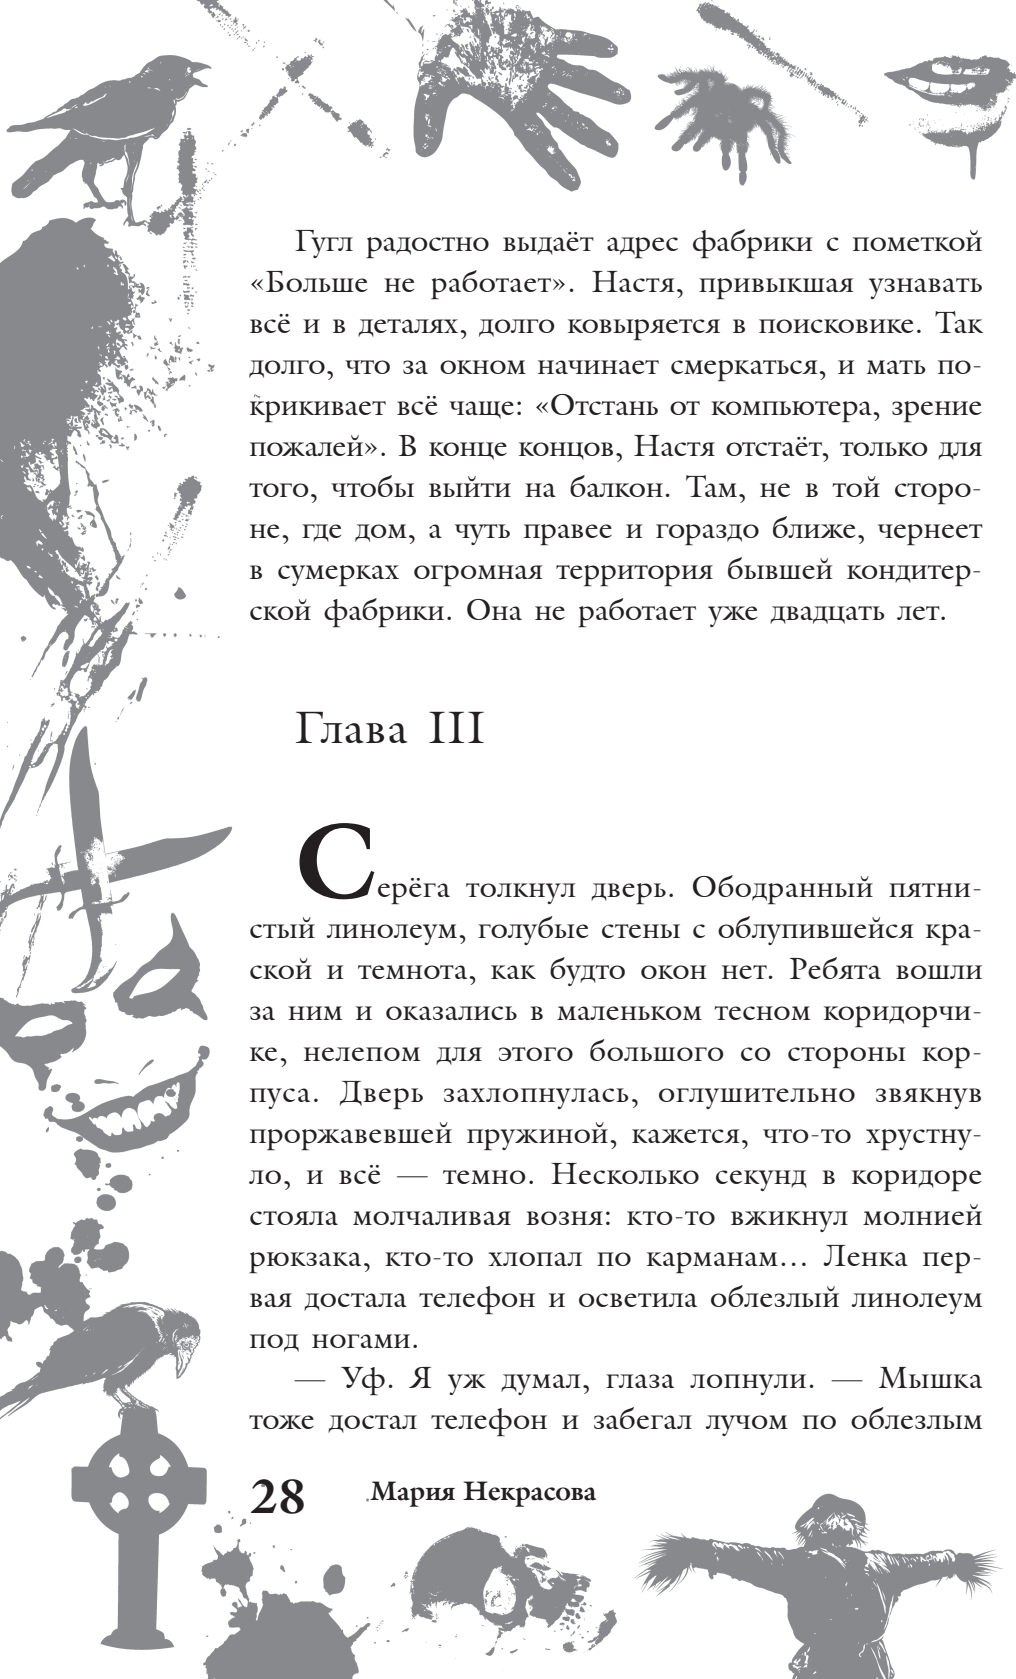 Гугл радостно выдаёт адрес фабрики с пометкой
«Больше не работает». Настя, привыкшая узнавать
всё и в деталях, долго ковыряется в поисковике. Так
долго, что за окном начинает смеркаться, и мать по-
крикивает всё чаще: «Отстань от компьютера, зрение
пожалей». В конце концов, Настя отстаёт, только для
того, чтобы выйти на балкон. Там, не в той сторо-
не, где дом, а чуть правее и гораздо ближе, чернеет
в сумерках огромная территория бывшей кондитер-
ской фабрики. Она не работает уже двадцать лет.
Глава III
Серёга толкнул дверь. Ободранный пятни-
стый линолеум, голубые стены с облупившейся кра-
ской и темнота, как будто окон нет. Ребята вошли
за ним и оказались в маленьком тесном коридорчи-
ке, нелепом для этого большого со стороны кор-
пуса. Дверь захлопнулась, оглушительно звякнув
проржавевшей пружиной, кажется, что-то хрустну-
ло, и всё — темно. Несколько секунд в коридоре
стояла молчаливая возня: кто-то вжикнул молнией
рюкзака, кто-то хлопал по карманам… Ленка пер-
вая достала телефон и осветила облезлый линолеум
под ногами.
— Уф. Я уж думал, глаза лопнули. — Мышка
тоже достал телефон и забегал лучом по облезлым
28 Мария Некрасова